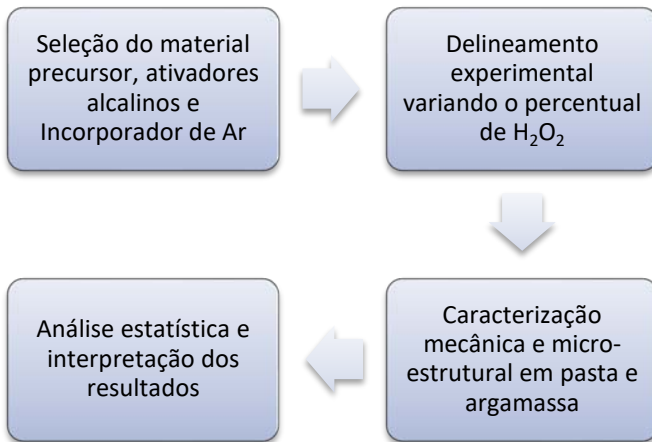 Seleção do material
precursor, ativadores
alcalinos e
Incorporador de Ar
Delineamento
experimental
variando o percentual
de H₂O₂
Caracterização
mecânica e micro-
estrutural em pasta e
argamassa
Análise estatística e
interpretação dos
resultados